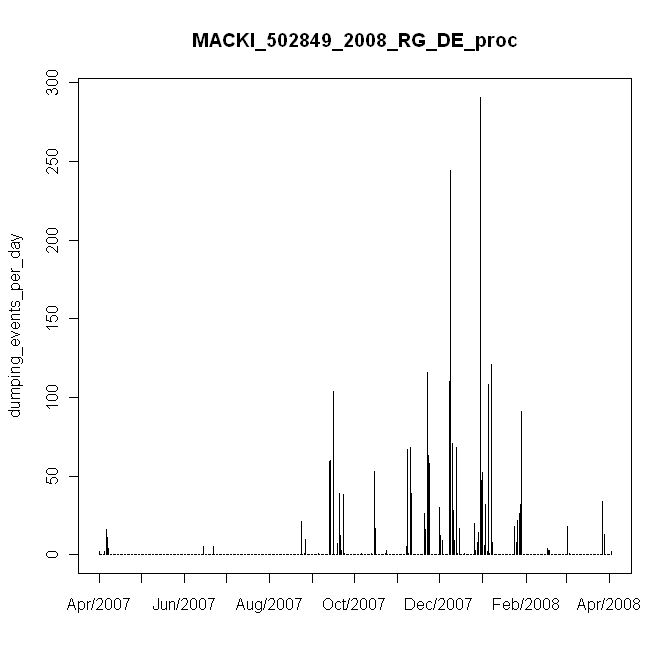 MACKI_502849_2008_RG_DE_proc
dumping_events_per_day
300
250
200
150
100
50
0
Apr/2007 Jun/2007 Aug/2007 Oct/2007 Dec/2007 Feb/2008 Apr/2008